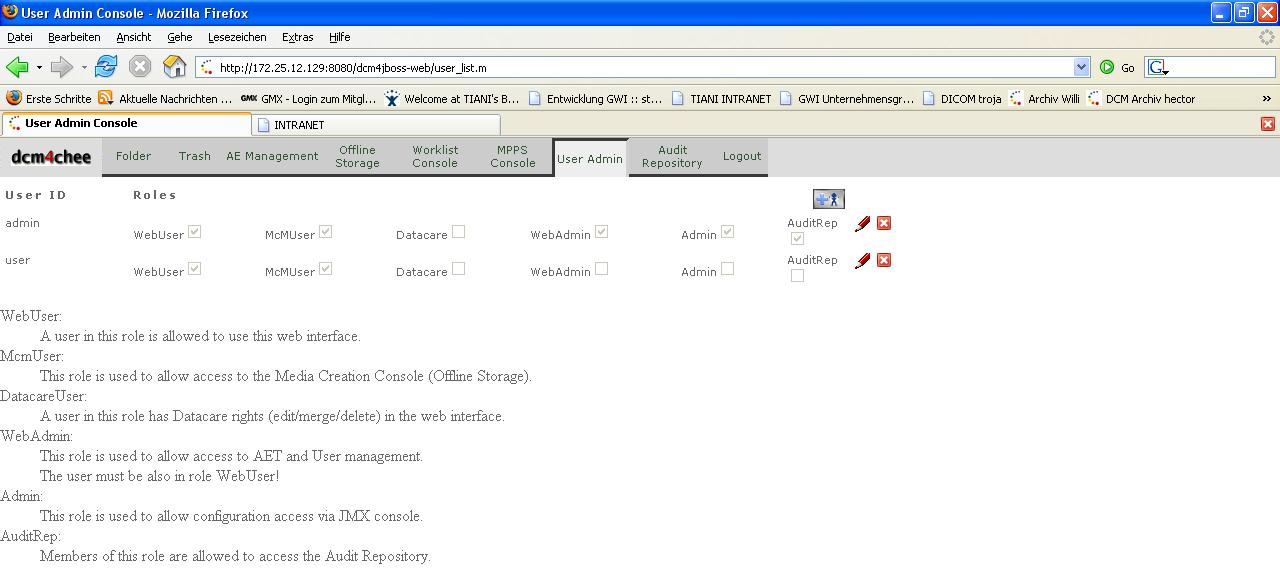 User Admin Console - Mozilla Firefox
Datei Bearbeiten Ansicht Gehe Lesezeichen Extras Hilfe
http://172.25.12.129:8080/dcm4jboss-web/user_list.m Go G
Erste Schritte Aktuelle Nachrichten ... GMX GMX - Login zum Mitgl... Welcome at TIANI's B... Entwicklung GWI :: st... TIANI INTRANET GWI Unternehmensgr... DICOM troja Archiv Willi DCM Archiv hector »
User Admin Console INTRANET
dcm4chee Folder Trash AE Management Offline Storage Worklist Console MPPS Console User Admin Audit Repository Logout
User ID Roles
admin WebUser McMUser Datacare WebAdmin Admin AuditRep
user WebUser McMUser Datacare WebAdmin Admin AuditRep
WebUser:
A user in this role is allowed to use this web interface.
McmUser:
This role is used to allow access to the Media Creation Console (Offline Storage).
DatacareUser:
A user in this role has Datacare rights (edit/merge/delete) in the web interface.
WebAdmin:
This role is used to allow access to AET and User management.
The user must be also in role WebUser!
Admin:
This role is used to allow configuration access via JMX console.
AuditRep:
Members of this role are allowed to access the Audit Repository.